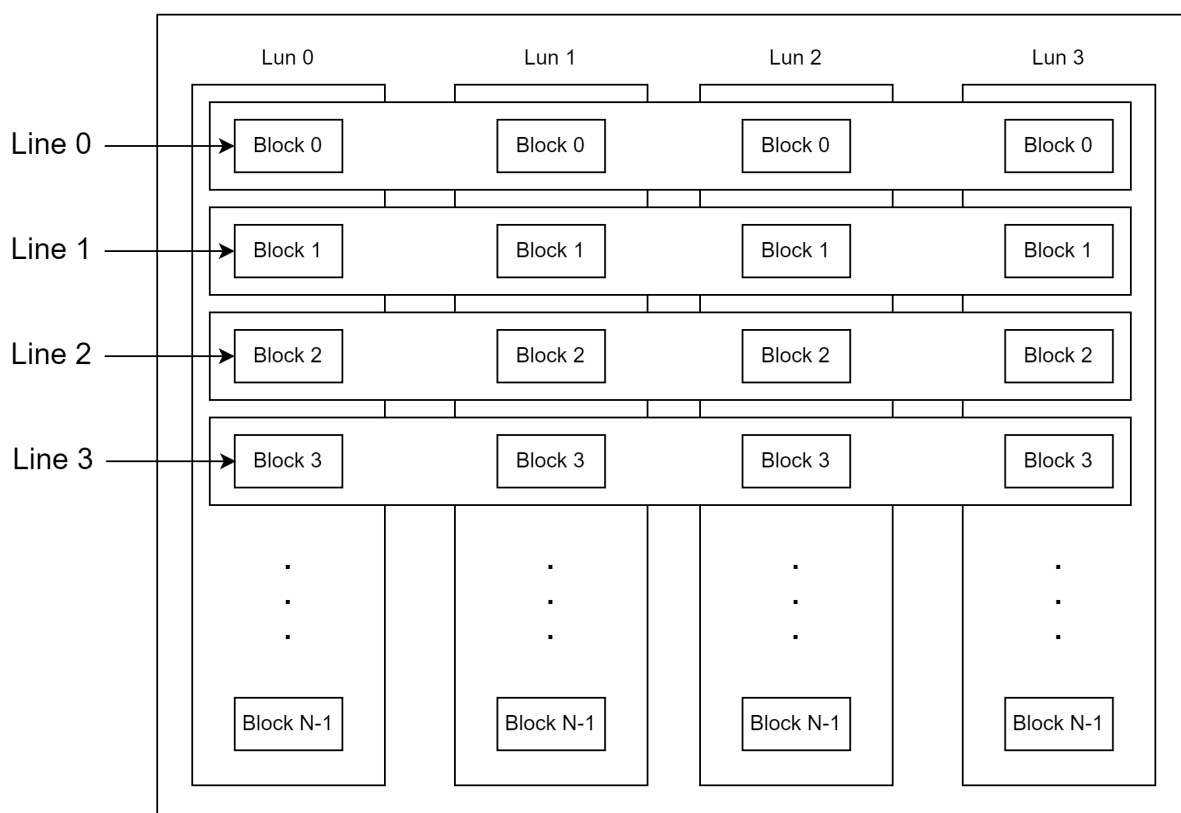 Lun 0 Lun 1 Lun 2 Lun 3
Line 0 Block 0 Block 0 Block 0 Block 0
Line 1 Block 1 Block 1 Block 1 Block 1
Line 2 Block 2 Block 2 Block 2 Block 2
Line 3 Block 3 Block 3 Block 3 Block 3
Block N-1 Block N-1 Block N-1 Block N-1